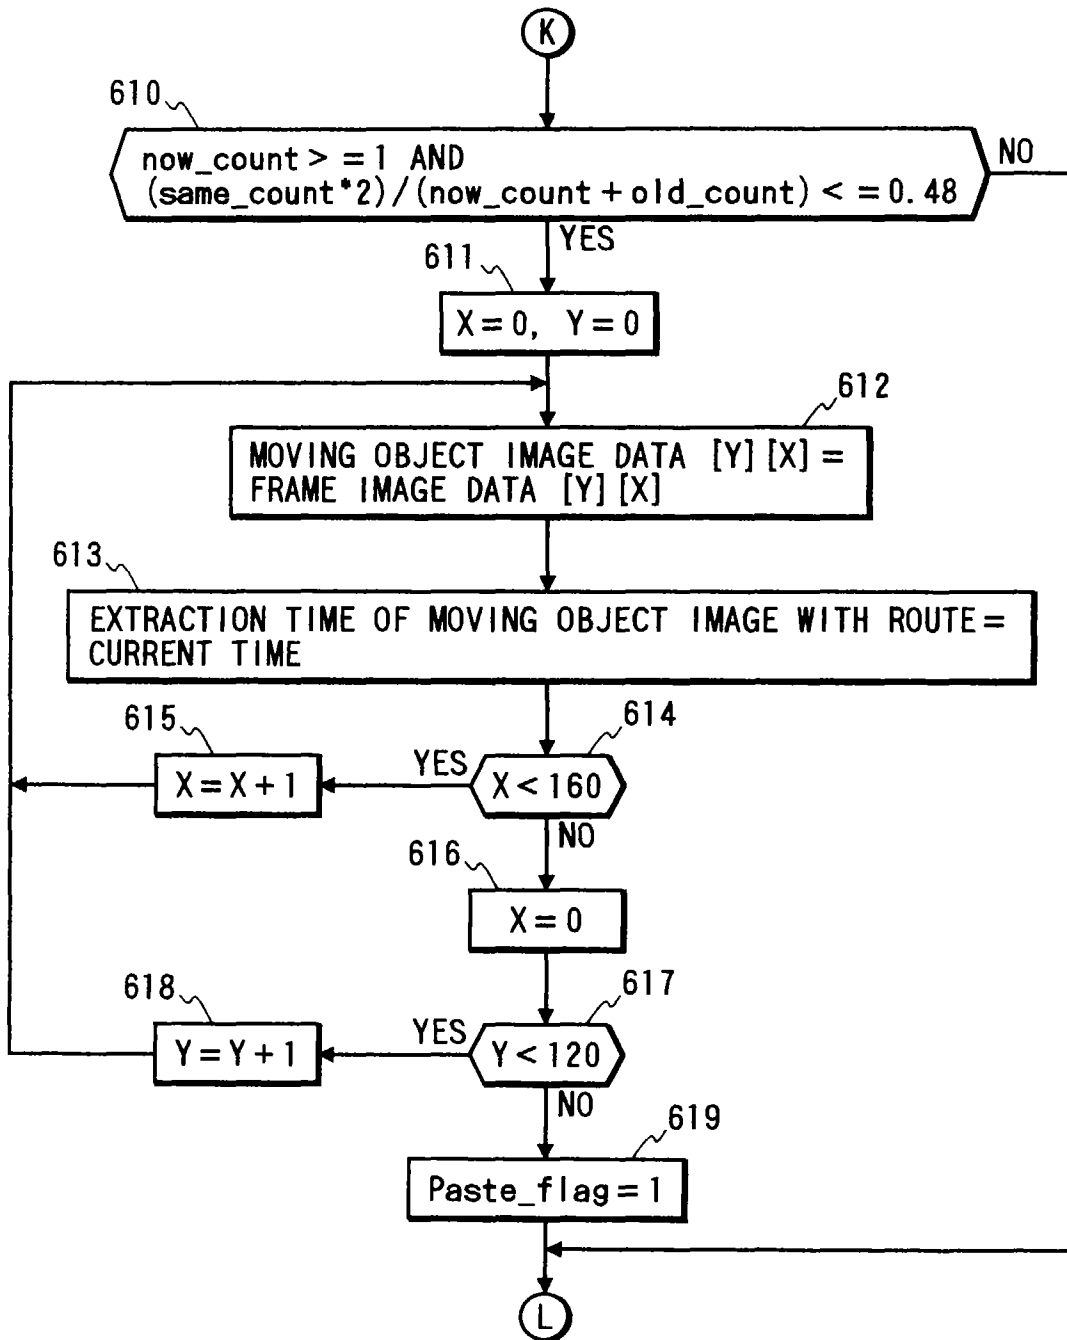 K
610
now_count > = 1 AND
(same_count*2)/(now_count + old_count) < = 0.48
NO
YES
611
X = 0, Y = 0
612
MOVING OBJECT IMAGE DATA [Y] [X] =
FRAME IMAGE DATA [Y] [X]
613
EXTRACTION TIME OF MOVING OBJECT IMAGE WITH ROUTE =
CURRENT TIME
615
614
X = X + 1
YES
X < 160
NO
616
X = 0
618
617
Y = Y + 1
YES
Y < 120
NO
619
Paste_flag = 1
L